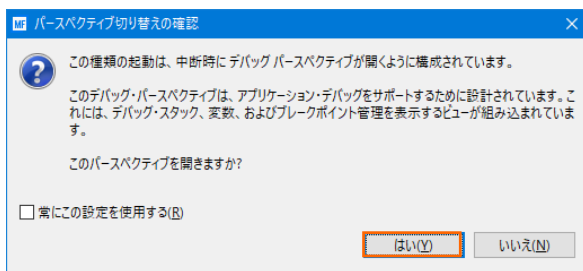 MF パースペクティブ切り替えの確認
この種類の起動は、中断時にデバッグ パースペクティブが開くように構成されています。
このデバッグ・パースペクティブは、アプリケーション・デバッグをサポートするために設計されています。こ
れには、デバッグ・スタック、変数、およびブレークポイント管理を表示するビューが組み込まれていま
す。
このパースペクティブを開きますか?
常にこの設定を使用する(R)
はい(Y) いいえ(N)